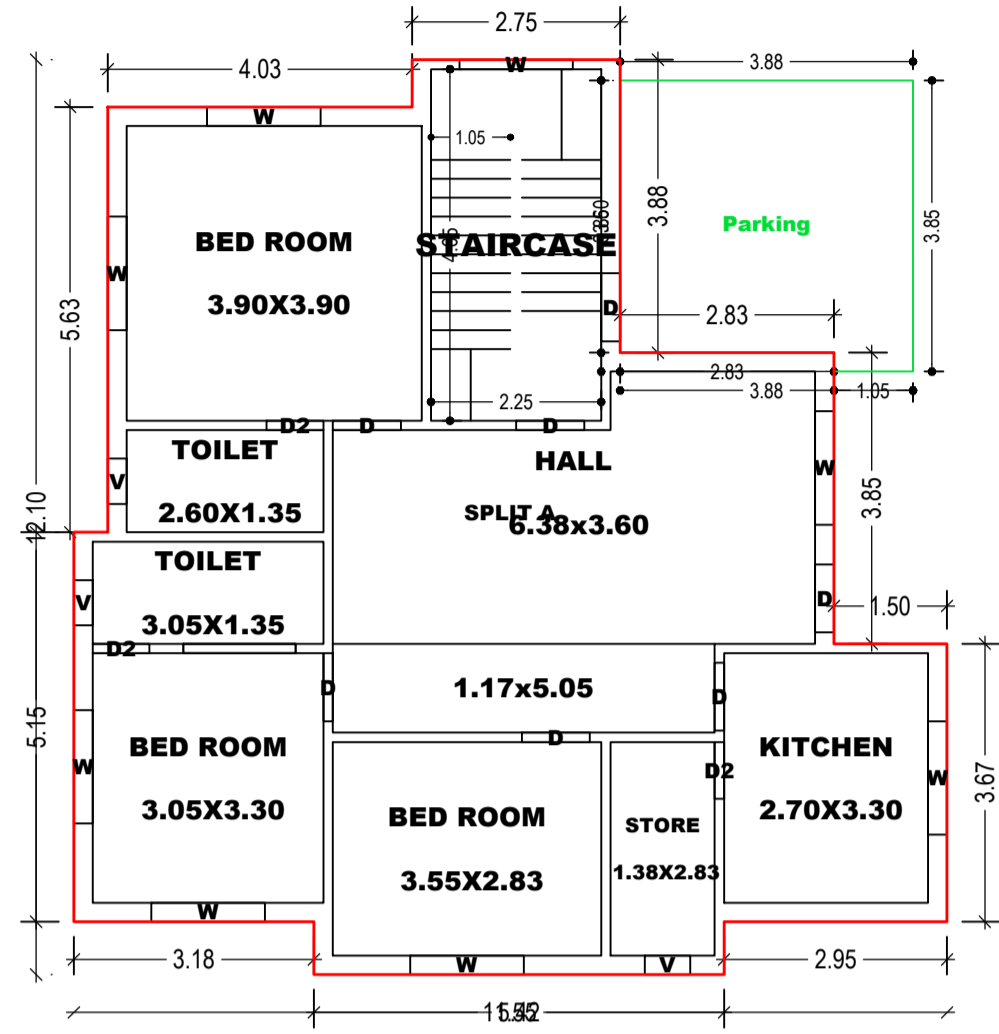 2.75
4.03
W
3.88
W
1.05
3.88
3.85
Parking
BED ROOM
STAIRCASE
W
3.90X3.90
5.63
D
2.83
2.83
3.88
1.05
2.25
D2
D
D
TOILET
HALL
W
V
2.60X1.35
SPLIT A
6.38x3.60
3.85
12.10
TOILET
V
3.05X1.35
D
1.50
D2
D
1.17x5.05
D
5.15
BED ROOM
D
KITCHEN
W
D2
W
3.67
3.05X3.30
BED ROOM
STORE
2.70X3.30
3.55X2.83
1.38X2.83
W
3.18
W
V
2.95